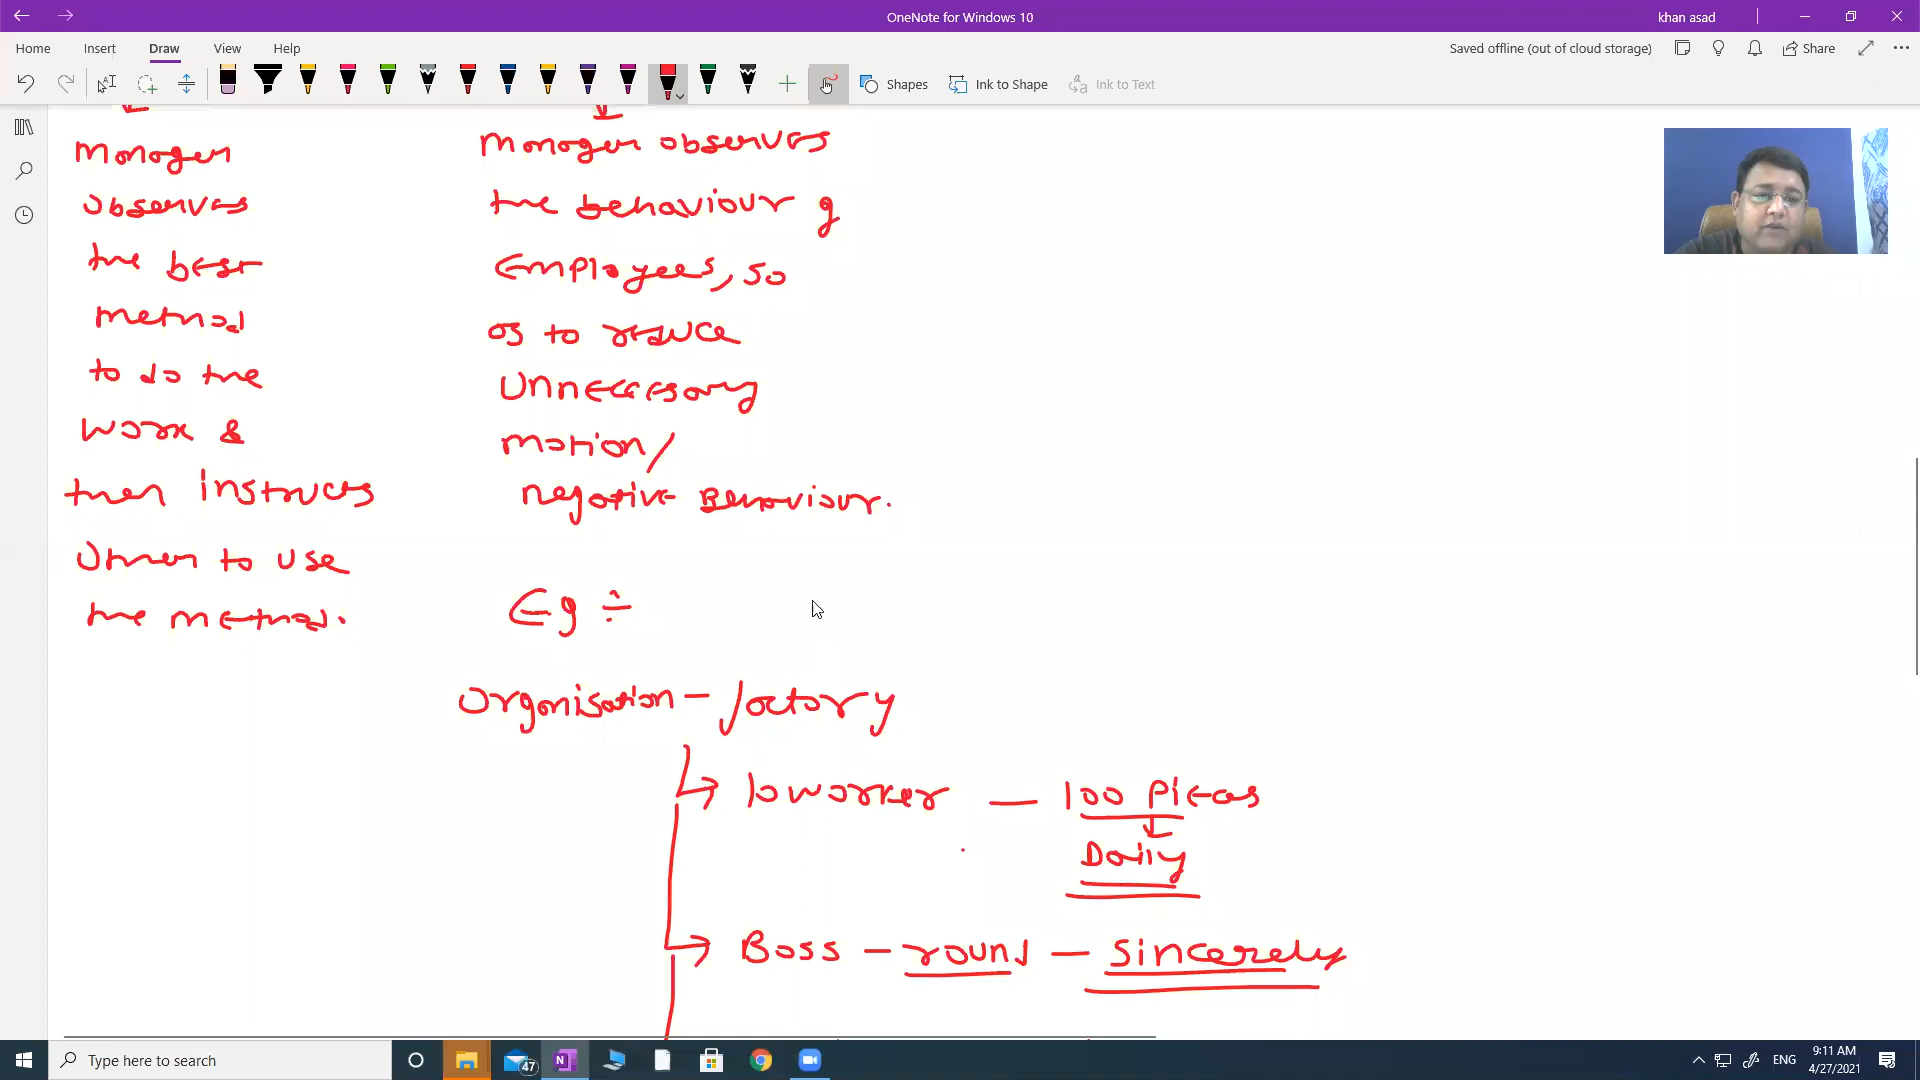 OneNote for Windows 10
khan asad
Home Insert Draw View Help
Saved offline (out of cloud storage)
Share
Shapes
Ink to Shape
Ink to Text
Manager
observes
the best
method
to do the
work &
then instructs
other to use
the method.
Manager observes
the behaviour of
Employees, so
as to reduce
Unneccesary
motion/
negative Behaviour.
Eg ÷
Organisation – factory
10 worker — 100 Pieces
Daily
Boss – round – Sincerely
Type here to search
47
ENG
9:11 AM
4/27/2021